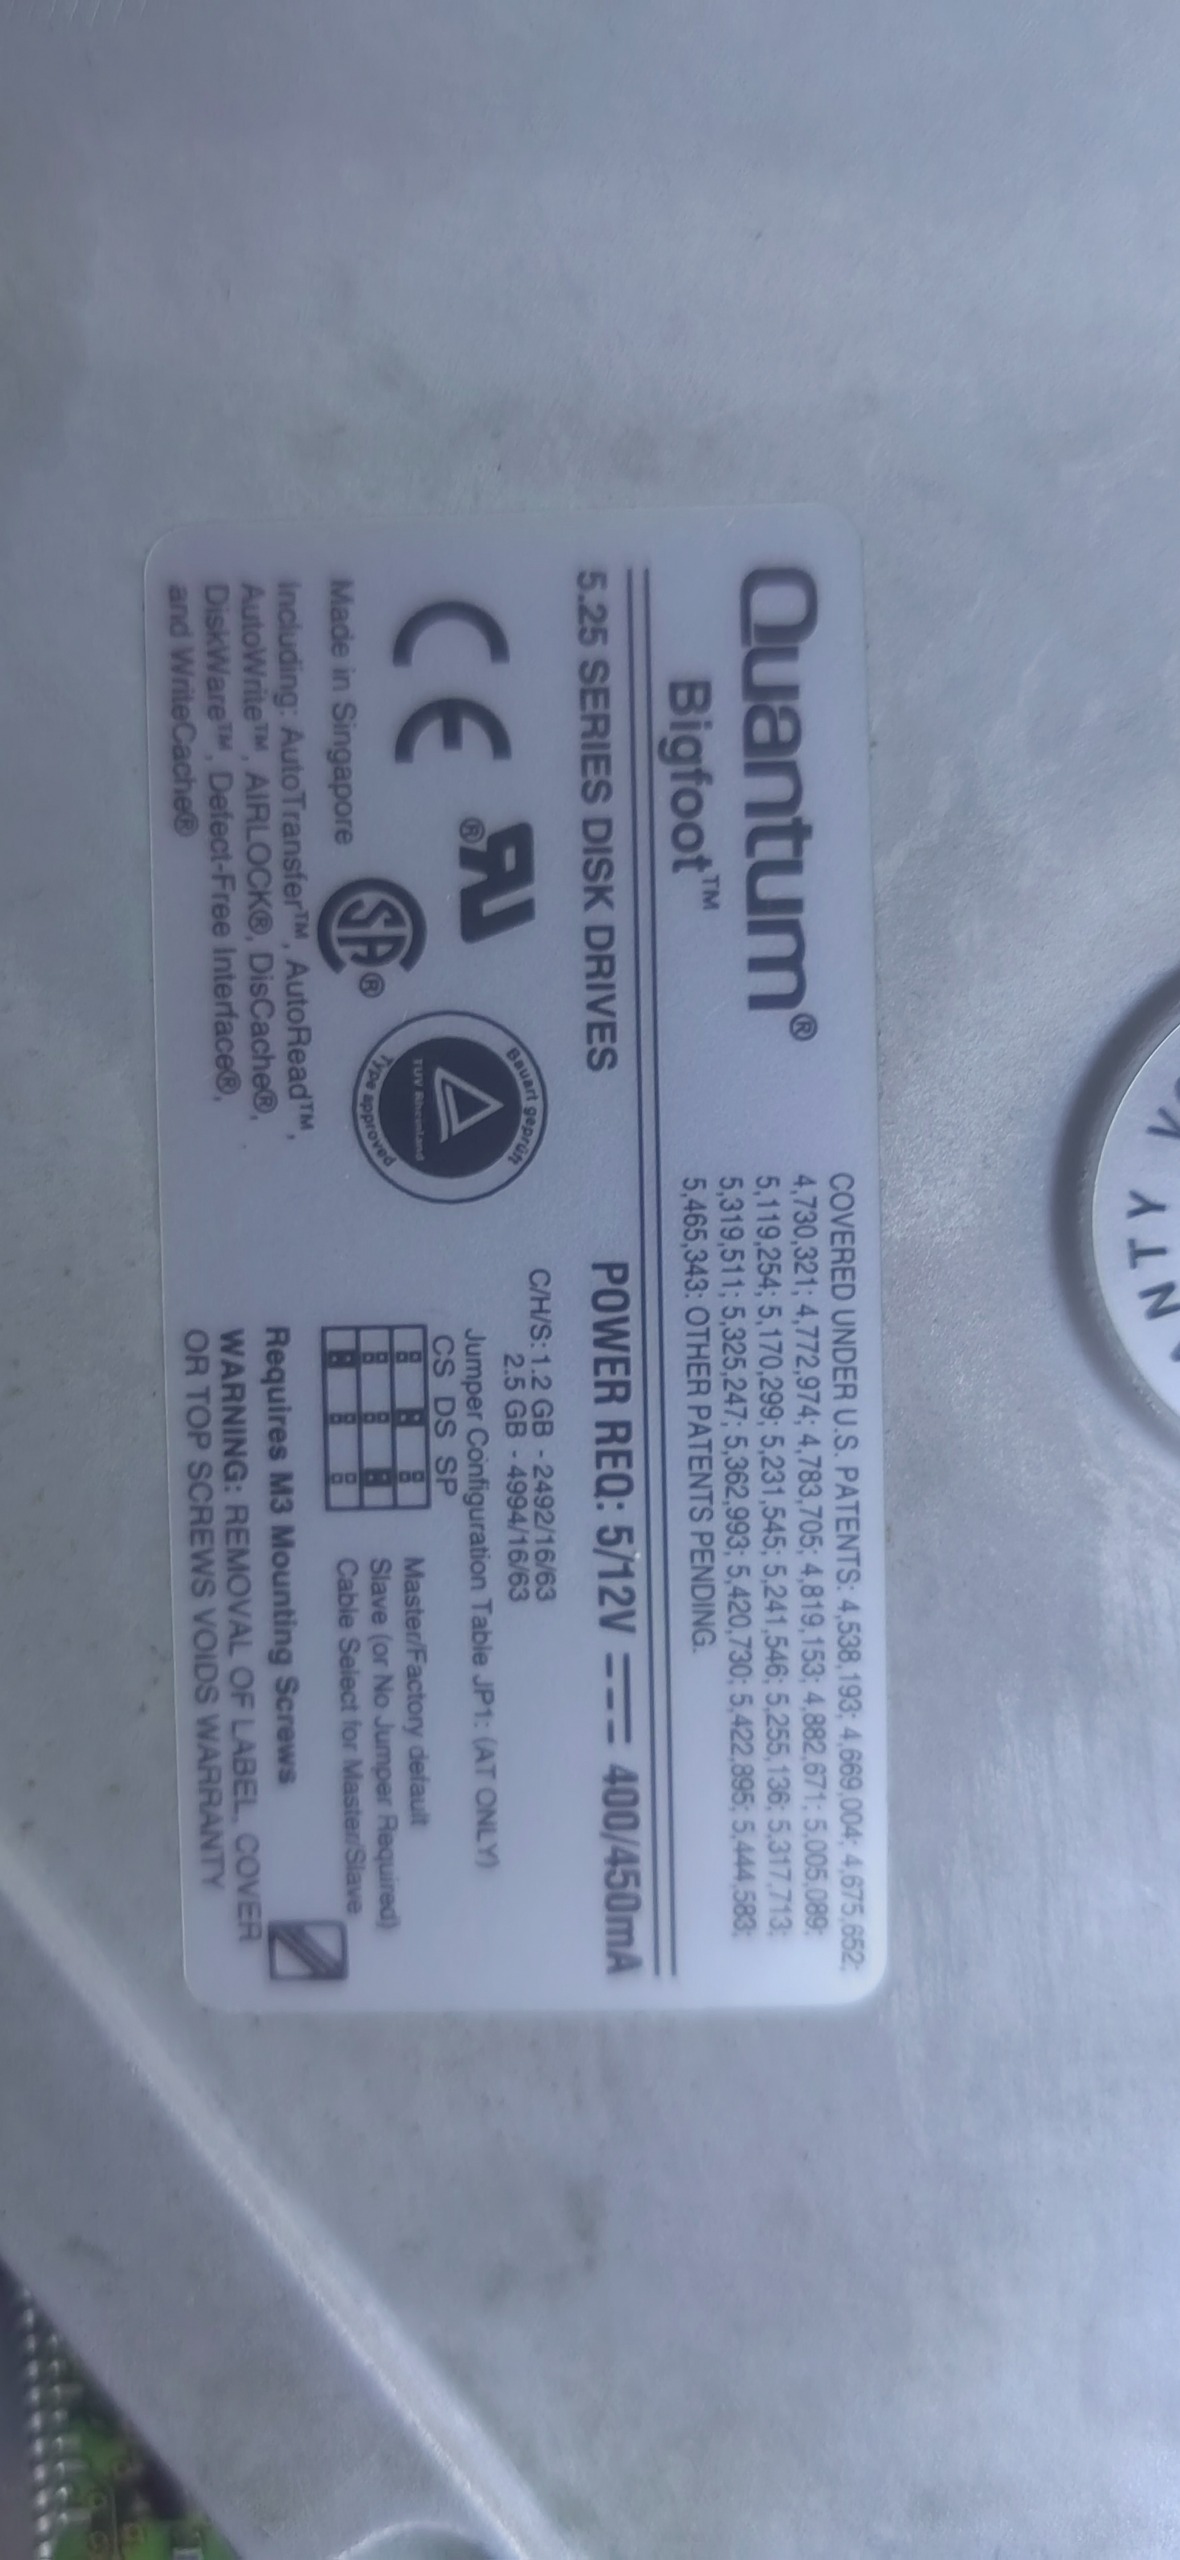 Quantum®
Bigfoot™
COVERED UNDER U.S. PATENTS: 4,538,193; 4,669,004; 4,675,652;
4,730,321; 4,772,974; 4,783,705; 4,819,153; 4,882,671; 5,005,089;
5,119,254; 5,170,299; 5,231,545; 5,241,546; 5,255,136; 5,317,713;
5,319,511; 5,325,247; 5,362,993; 5,420,730; 5,422,895; 5,444,583;
5,465,343: OTHER PATENTS PENDING.
5.25 SERIES DISK DRIVES
POWER REQ: 5/12V 400/450mA
CE
®
SA®
Bauart geprüft
TÜV Rheinland
Type approved
Made in Singapore
Including: AutoTransfer™, AutoRead™,
AutoWrite™, AIRLOCK®, DisCache®,
DiskWare™, Defect-Free Interface®,
and WriteCache®
C/H/S: 1.2 GB - 2492/16/63
2.5 GB - 4994/16/63
Jumper Configuration Table JP1: (AT ONLY)
CS DS SP
Master/Factory default
Slave (or No Jumper Required)
Cable Select for Master/Slave
Requires M3 Mounting Screws
WARNING: REMOVAL OF LABEL, COVER
OR TOP SCREWS VOIDS WARRANTY
NTY